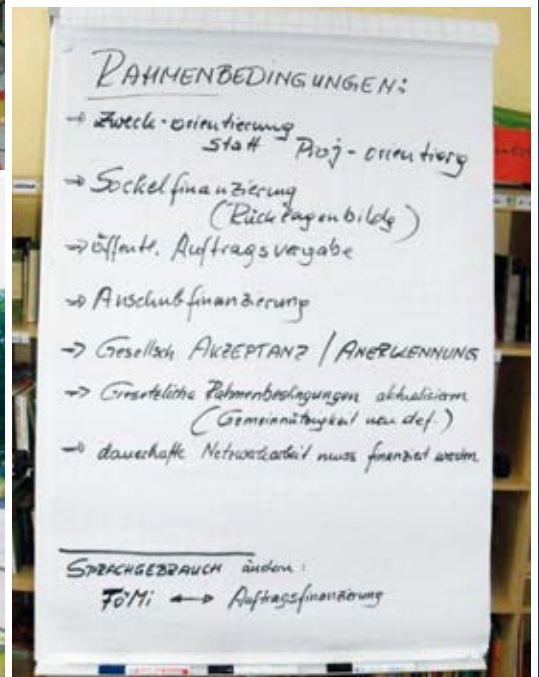 RAHMENBEDINGUNGEN:
→ Zweck-orientierung
statt Proj-orientierg
→ Sockelfinanzierung
(Rücklagenbildg)
→ öffentl. Auftragsvergabe
→ Anschubfinanzierung
→ Gesellsch AKZEPTANZ / ANERKENNUNG
→ Gesetzliche Rahmenbedingungen aktualisieren
(Gemeinnützigkeit neu def.)
→ dauerhafte Netzwerkarbeit muss finanziert werden
SPRACHGEBRAUCH ändern:
FöMi ↔ Auftragsfinanzierung